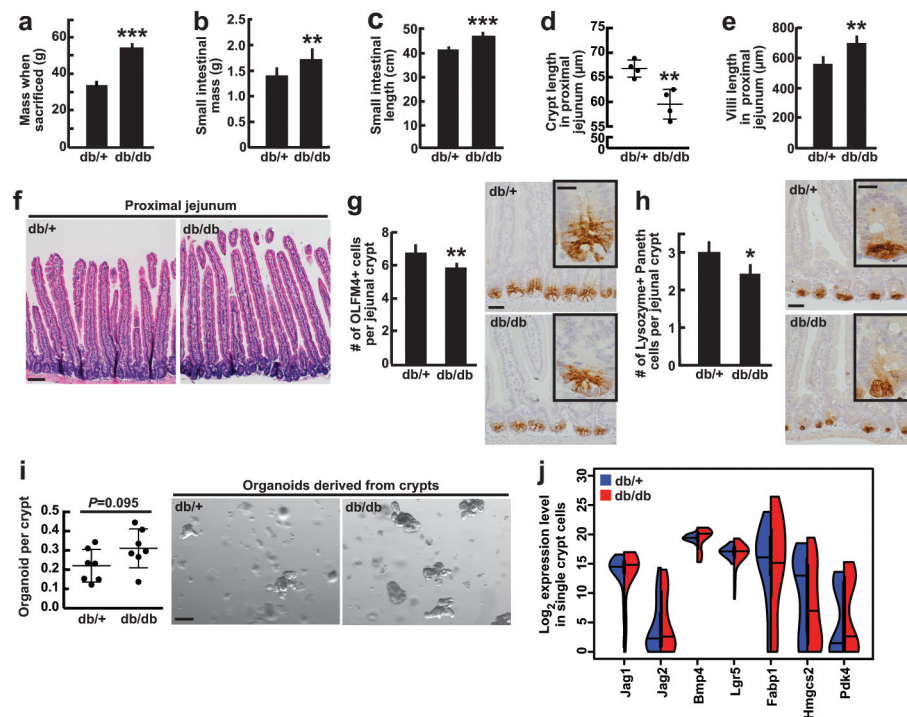 a
Mass when
sacrificed (g)
60
40
20
0
***
db/+ db/db
b
Small intestinal
mass (g)
2.5
2.0
1.5
1.0
0.5
0
**
db/+ db/db
c
Small intestinal
length (cm)
50
40
30
20
10
0
***
db/+ db/db
d
Crypt length
in proximal
jejunum (µm)
75
70
65
60
55
50
0
**
db/+
db/db
e
Villi length
in proximal
jejunum (µm)
800
600
400
200
0
**
db/+ db/db
f
Proximal jejunum
db/+
db/db
g
# of OLFM4+ cells
per jejunal crypt
8
6
4
2
0
**
db/+ db/db
db/+
db/db
h
# of Lysozyme+ Paneth
cells per jejunal crypt
3
2
1
0
*
db/+ db/db
db/+
db/db
i
Organoid per crypt
P=0.095
0.5
0.4
0.3
0.2
0.1
0.0
db/+ db/db
Organoids derived from crypts
db/+
db/db
j
Log2 expression level
in single crypt cells
30
25
20
15
10
5
0
db/+
db/db
Jag1
Jag2
Bmp4
Lgr5
Fabp1
Hmgcs2
Pdk4